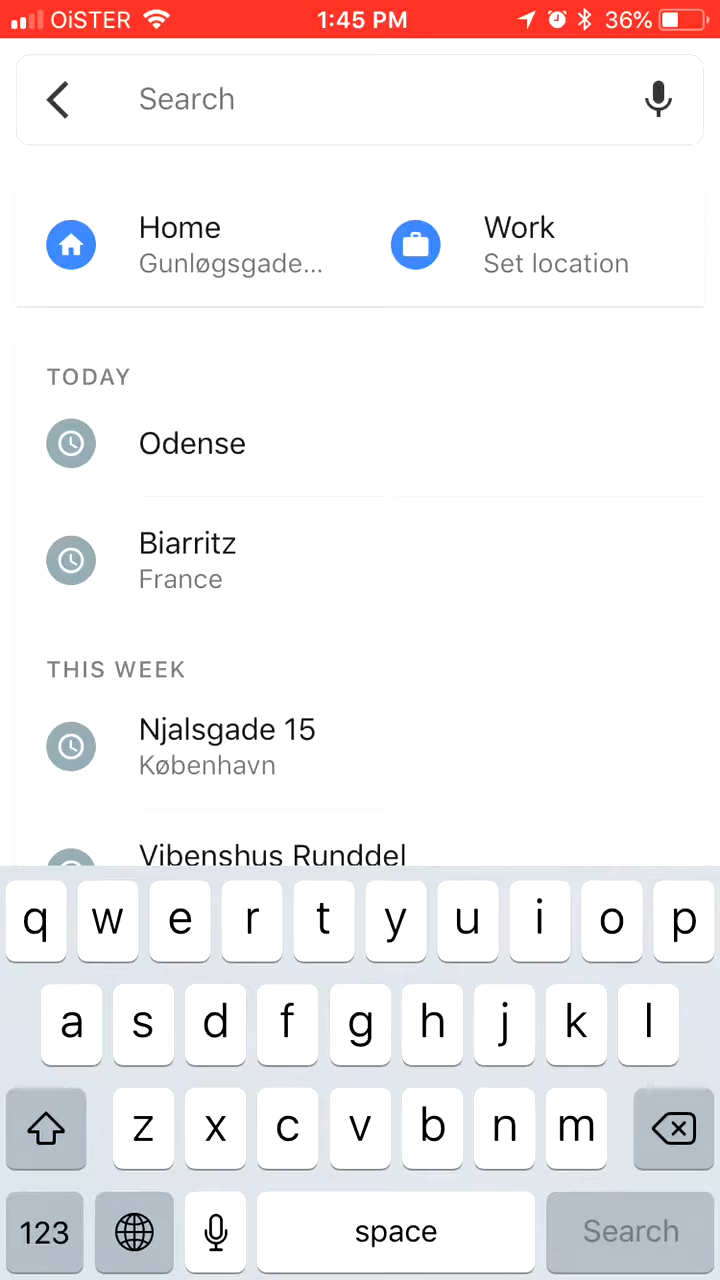 OiSTER 1:45 PM 36%
Search
Home Work
Gunløgsgade... Set location
TODAY
Odense
Biarritz
France
THIS WEEK
Njalsgade 15
København
Vibenshus Runddel
q w e r t y u i o p
a s d f g h j k l
z x c v b n m
123 space Search